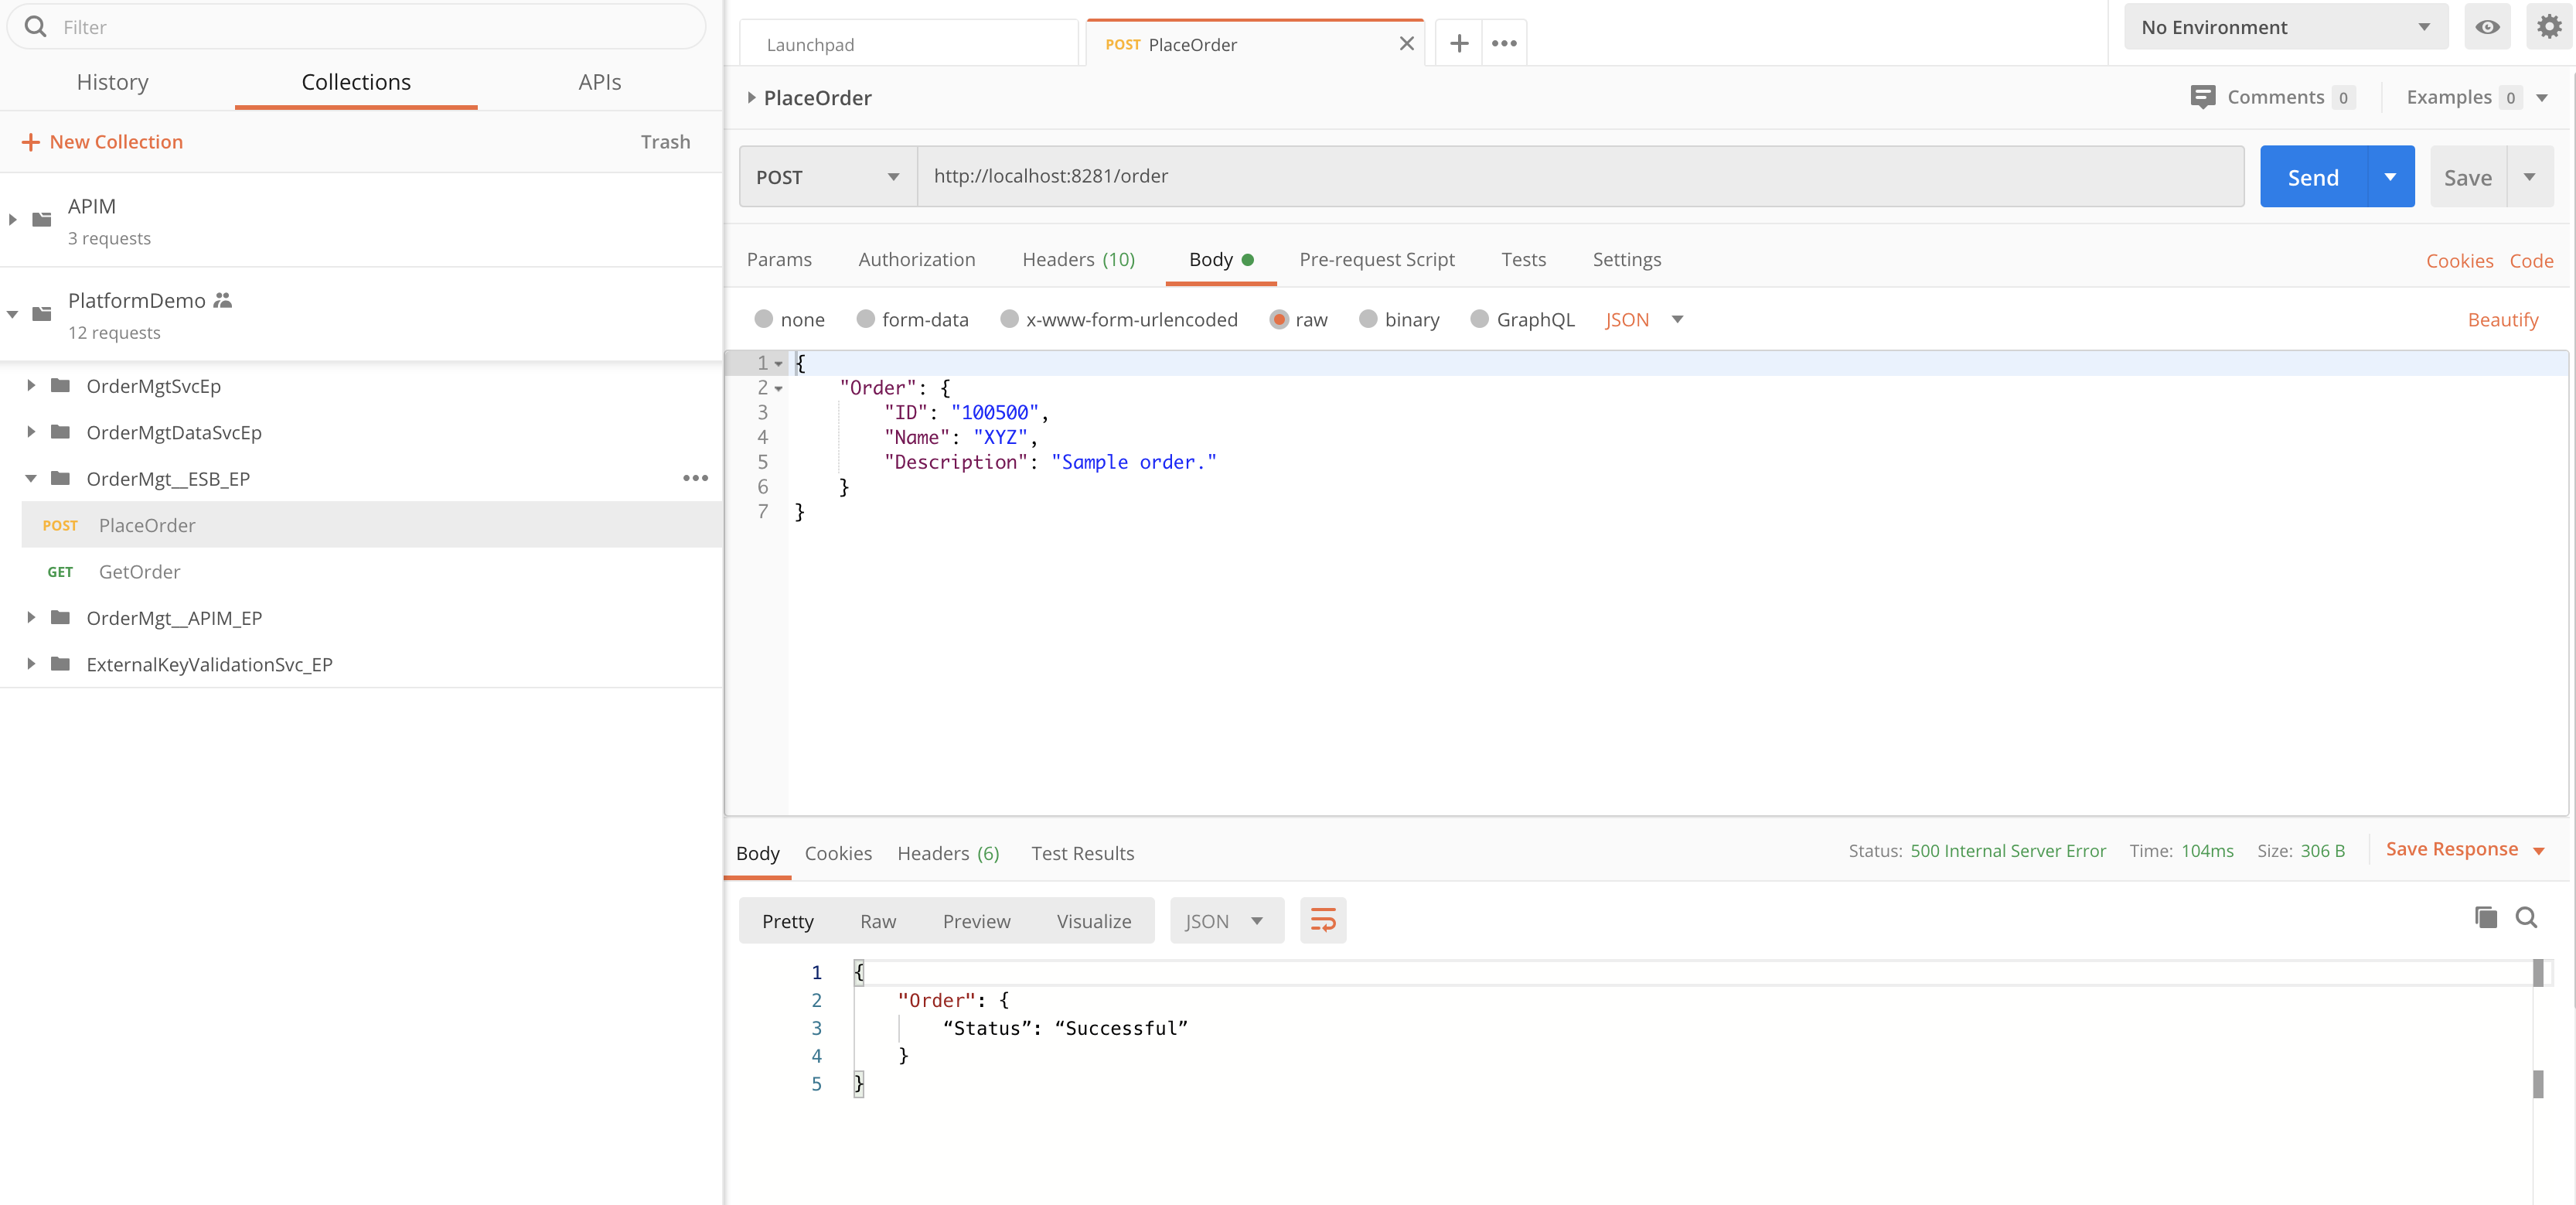 Filter
History Collections APIs
New Collection Trash
APIM
3 requests
PlatformDemo
12 requests
OrderMgtSvcEp
OrderMgtDataSvcEp
OrderMgt__ESB_EP
POST PlaceOrder
GET GetOrder
OrderMgt__APIM_EP
ExternalKeyValidationSvc_EP
Launchpad
POST PlaceOrder
No Environment
PlaceOrder
Comments 0 Examples 0
POST http://localhost:8281/order Send Save
Params Authorization Headers (10) Body Pre-request Script Tests Settings Cookies Code
none form-data x-www-form-urlencoded raw binary GraphQL JSON Beautify
1 {
2 "Order": {
3 "ID": "100500",
4 "Name": "XYZ",
5 "Description": "Sample order."
6 }
7 }
Body Cookies Headers (6) Test Results Status: 500 Internal Server Error Time: 104ms Size: 306 B Save Response
Pretty Raw Preview Visualize JSON
1 {
2 "Order": {
3 “Status”: “Successful”
4 }
5 }